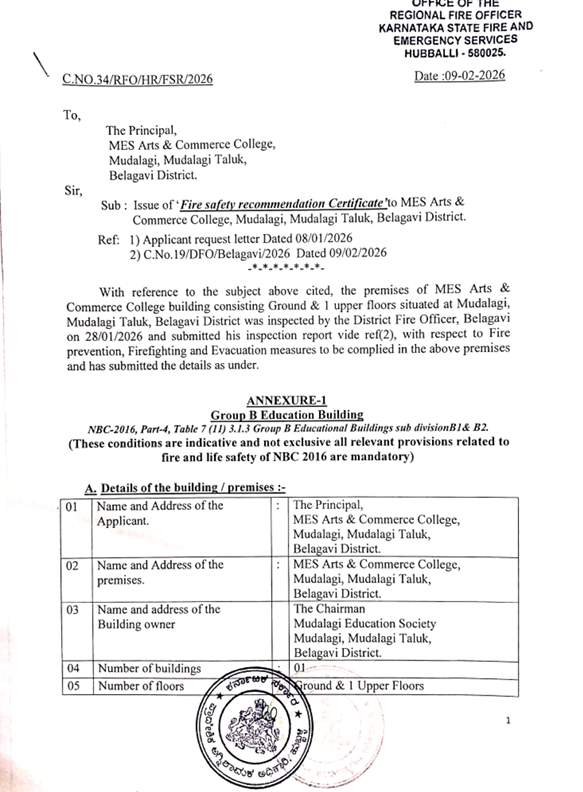 OFFICE OF THE
REGIONAL FIRE OFFICER
KARNATAKA STATE FIRE AND
EMERGENCY SERVICES
HUBBALLI - 580025.
C.NO.34/RFO/HR/FSR/2026
Date :09-02-2026
To,
The Principal,
MES Arts & Commerce College,
Mudalagi, Mudalagi Taluk,
Belagavi District.
Sir,
Sub : Issue of 'Fire safety recommendation Certificate'to MES Arts &
Commerce College, Mudalagi, Mudalagi Taluk, Belagavi District.
Ref: 1) Applicant request letter Dated 08/01/2026
2) C.No.19/DFO/Belagavi/2026 Dated 09/02/2026
-*-*-*-*-*-*-*-
With reference to the subject above cited, the premises of MES Arts &
Commerce College building consisting Ground & 1 upper floors situated at Mudalagi,
Mudalagi Taluk, Belagavi District was inspected by the District Fire Officer, Belagavi
on 28/01/2026 and submitted his inspection report vide ref(2), with respect to Fire
prevention, Firefighting and Evacuation measures to be complied in the above premises
and has submitted the details as under.
ANNEXURE-1
Group B Education Building
NBC-2016, Part-4, Table 7 (11) 3.1.3 Group B Educational Buildings sub divisionB1& B2.
(These conditions are indicative and not exclusive all relevant provisions related to
fire and life safety of NBC 2016 are mandatory)
A. Details of the building / premises :-
01 Name and Address of the Applicant. : The Principal,
MES Arts & Commerce College,
Mudalagi, Mudalagi Taluk,
Belagavi District.
02 Name and Address of the premises. : MES Arts & Commerce College,
Mudalagi, Mudalagi Taluk,
Belagavi District.
03 Name and address of the Building owner The Chairman
Mudalagi Education Society
Mudalagi, Mudalagi Taluk,
Belagavi District.
04 Number of buildings : 01
05 Number of floors Ground & 1 Upper Floors
ಕರ್ನಾಟಕ ಸರ್ಕಾರ
1